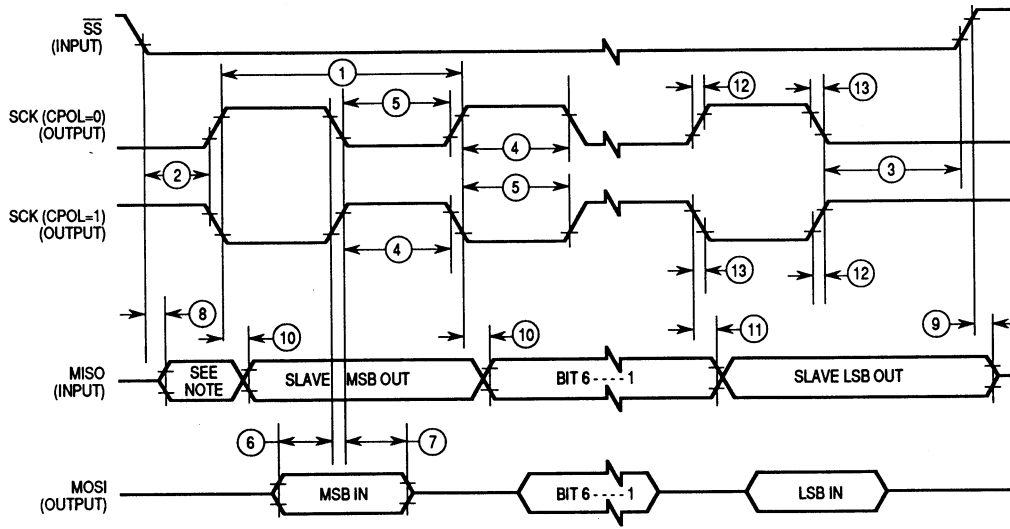 SS
(INPUT)
1
12
13
5
SCK (CPOL=0)
(OUTPUT)
4
2
3
5
SCK (CPOL=1)
(OUTPUT)
4
13
12
8
10
10
11
9
MISO
(INPUT)
SEE
NOTE
SLAVE MSB OUT
BIT 6 ----- 1
SLAVE LSB OUT
6
7
MOSI
(OUTPUT)
MSB IN
BIT 6 ----- 1
LSB IN